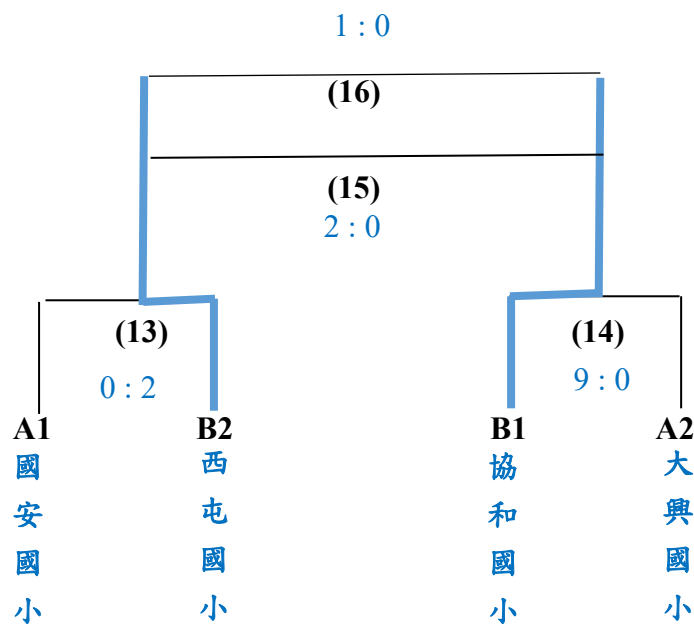 1 : 0
(16)
(15)
2 : 0
(13)
(14)
0 : 2
9 : 0
A1
B2
B1
A2
國安國小
西屯國小
協和國小
大興國小